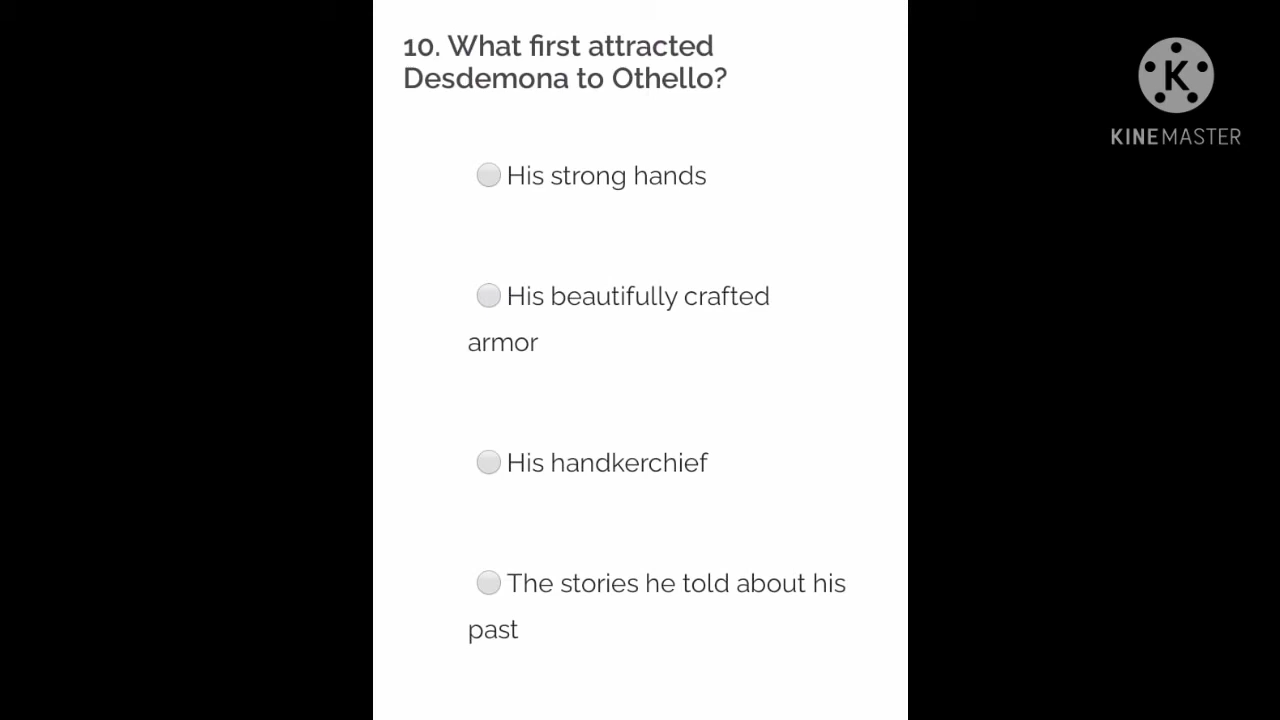 10. What first attracted
Desdemona to Othello?
His strong hands
His beautifully crafted
armor
His handkerchief
The stories he told about his
past
K
KINEMASTER